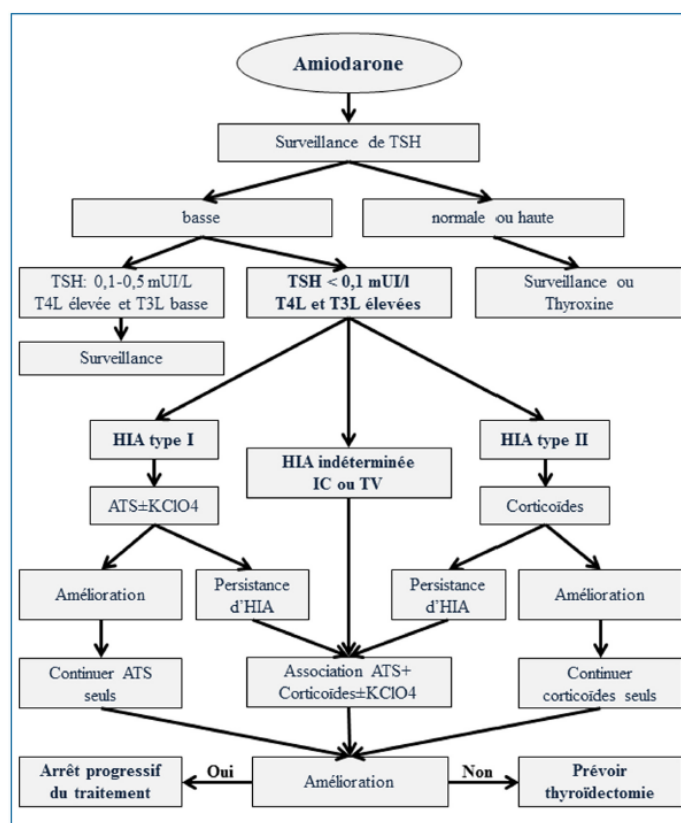 Amiodarone
Surveillance de TSH
basse
normale ou haute
TSH: 0,1-0,5 mUI/L
T4L élevée et T3L basse
TSH < 0,1 mUI/l
T4L et T3L élevées
Surveillance ou
Thyroxine
Surveillance
HIA type I
HIA indéterminée
IC ou TV
HIA type II
ATS±KClO4
Corticoïdes
Amélioration
Persistance
d’HIA
Persistance
d’HIA
Amélioration
Continuer ATS
seuls
Association ATS+
Corticoïdes±KClO4
Continuer
corticoïdes seuls
Arrêt progressif
du traitement
Oui
Amélioration
Non
Prévoir
thyroïdectomie